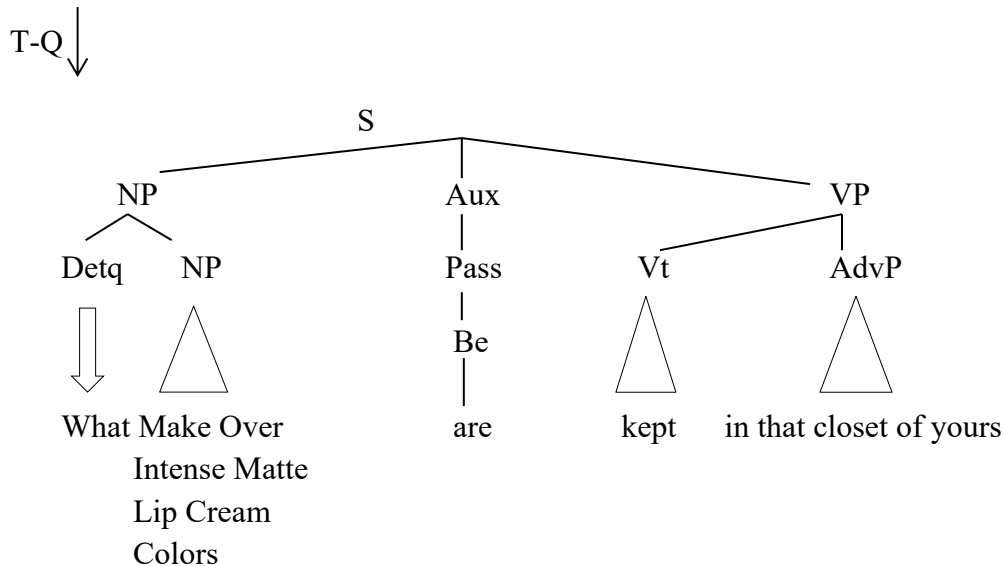 T-Q
S
NP Aux VP
Detq NP Pass Vt AdvP
Be
What Make Over are kept in that closet of yours
Intense Matte
Lip Cream
Colors